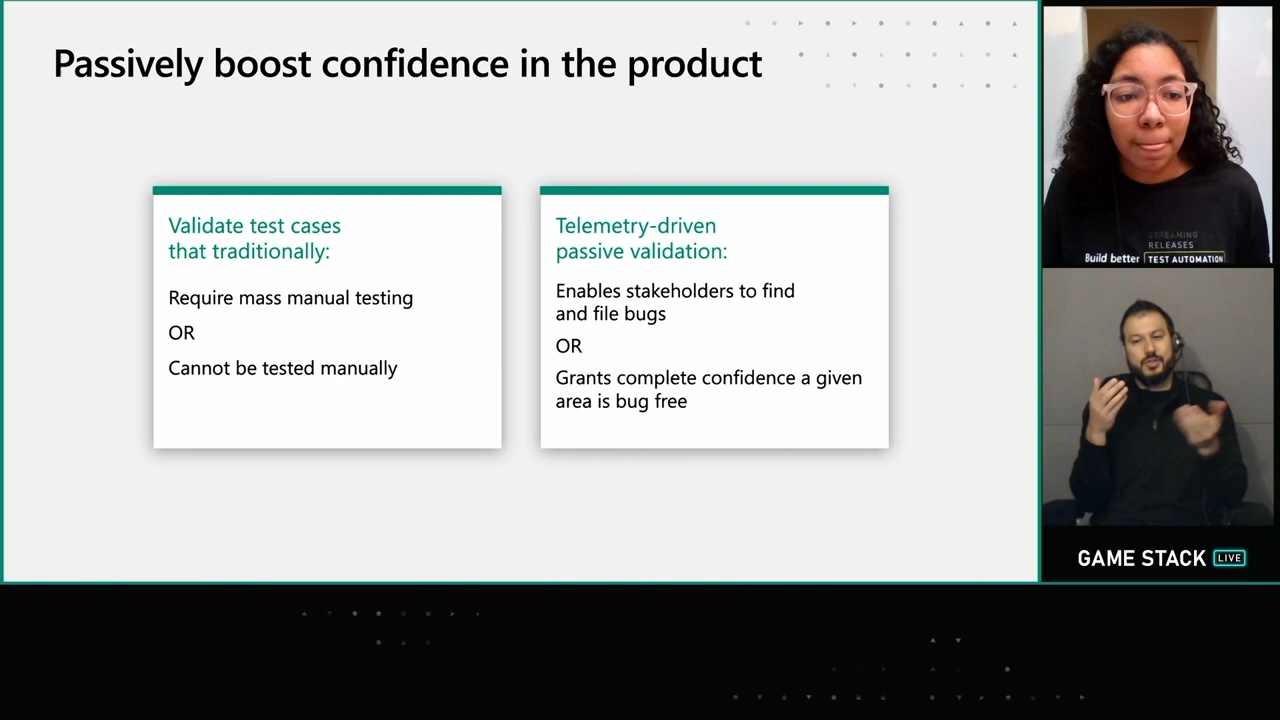 Passively boost confidence in the product
Validate test cases
that traditionally:
Require mass manual testing
OR
Cannot be tested manually
Telemetry-driven
passive validation:
Enables stakeholders to find
and file bugs
OR
Grants complete confidence a given
area is bug free
STREAMING
RELEASES
Build better TEST AUTOMATION
GAME STACK LIVE